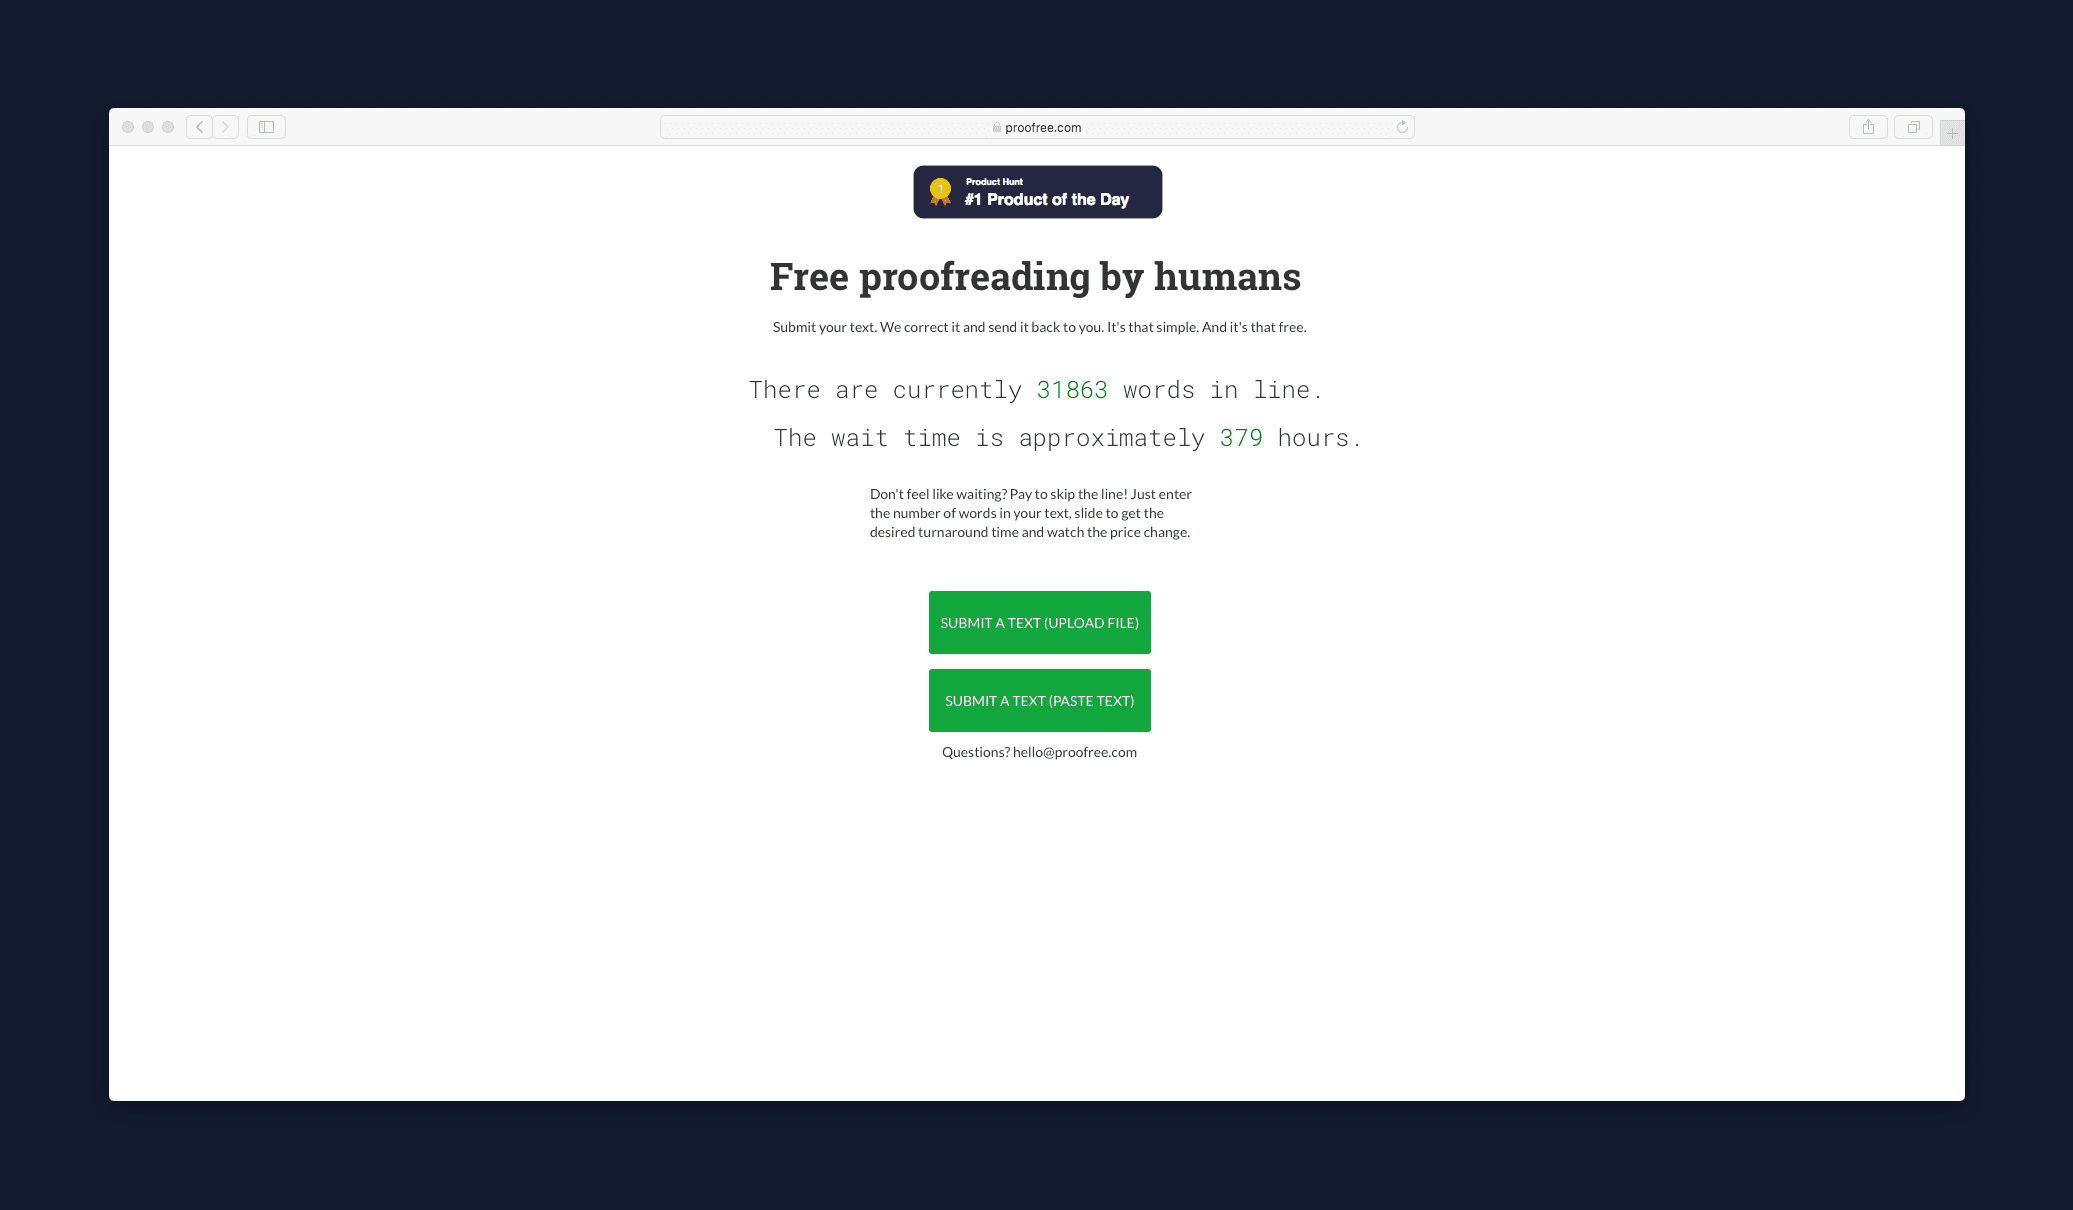 proofree.com
1
Product Hunt
#1 Product of the Day
Free proofreading by humans
Submit your text. We correct it and send it back to you. It's that simple. And it's that free.
There are currently 31863 words in line.
The wait time is approximately 379 hours.
Don't feel like waiting? Pay to skip the line! Just enter
the number of words in your text, slide to get the
desired turnaround time and watch the price change.
SUBMIT A TEXT (UPLOAD FILE)
SUBMIT A TEXT (PASTE TEXT)
Questions? hello@proofree.com